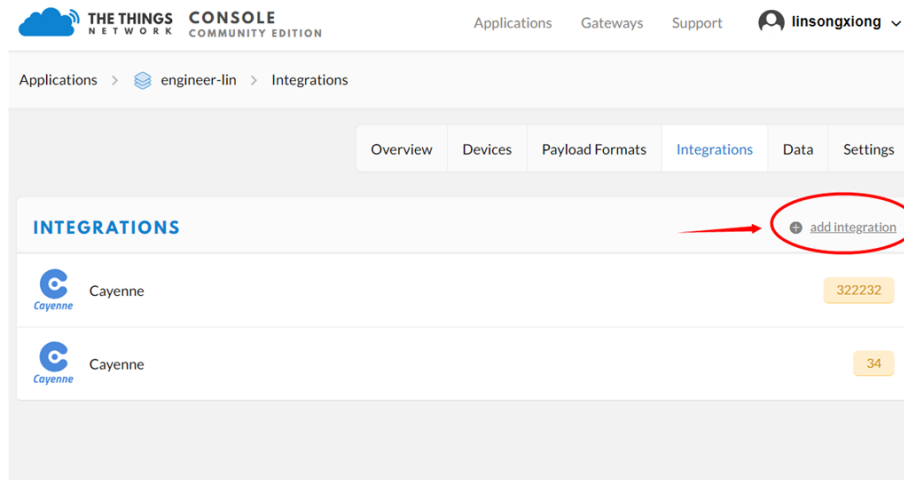 THE THINGS NETWORK CONSOLE COMMUNITY EDITION
Applications Gateways Support linsongxiong
Applications > engineer-lin > Integrations
Overview Devices Payload Formats Integrations Data Settings
INTEGRATIONS
add integration
Cayenne Cayenne 322232
Cayenne Cayenne 34